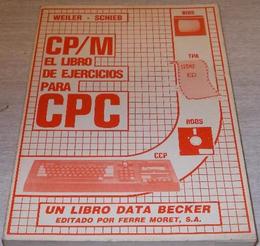 WEILER - SCHIEB
BIOS
CP/M
EL LIBRO
DE EJERCICIOS
PARA
CPC
TPA
BDOS
CCP
UN LIBRO DATA BECKER
EDITADO POR FERRE MORET, S.A.